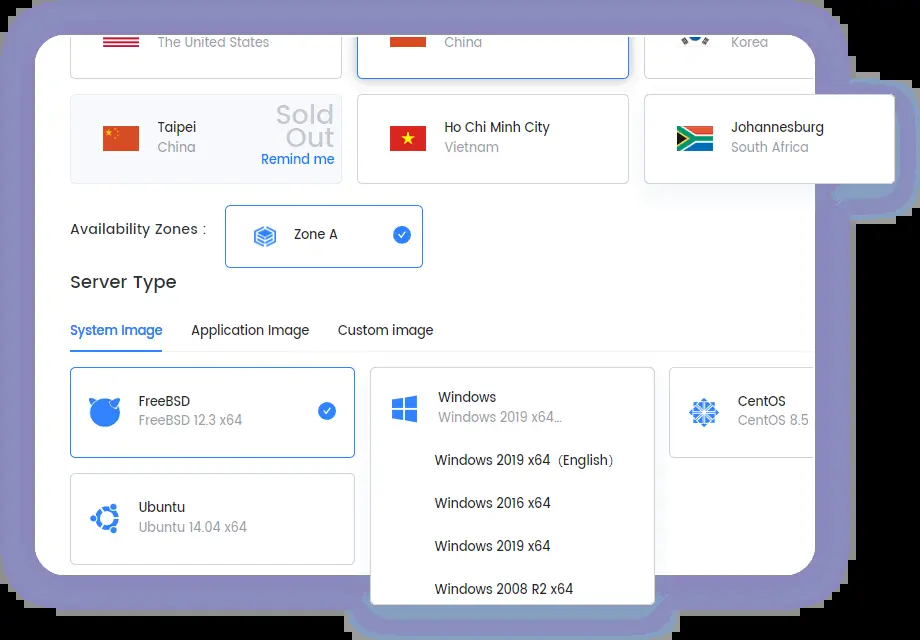 The United States
China
Korea
Taipei
China
Sold
Out
Remind me
Ho Chi Minh City
Vietnam
Johannesburg
South Africa
Availability Zones :
Zone A
Server Type
System Image
Application Image
Custom image
FreeBSD
FreeBSD 12.3 x64
Windows
Windows 2019 x64...
CentOS
CentOS 8.5
Windows 2019 x64（English）
Windows 2016 x64
Windows 2019 x64
Windows 2008 R2 x64
Ubuntu
Ubuntu 14.04 x64